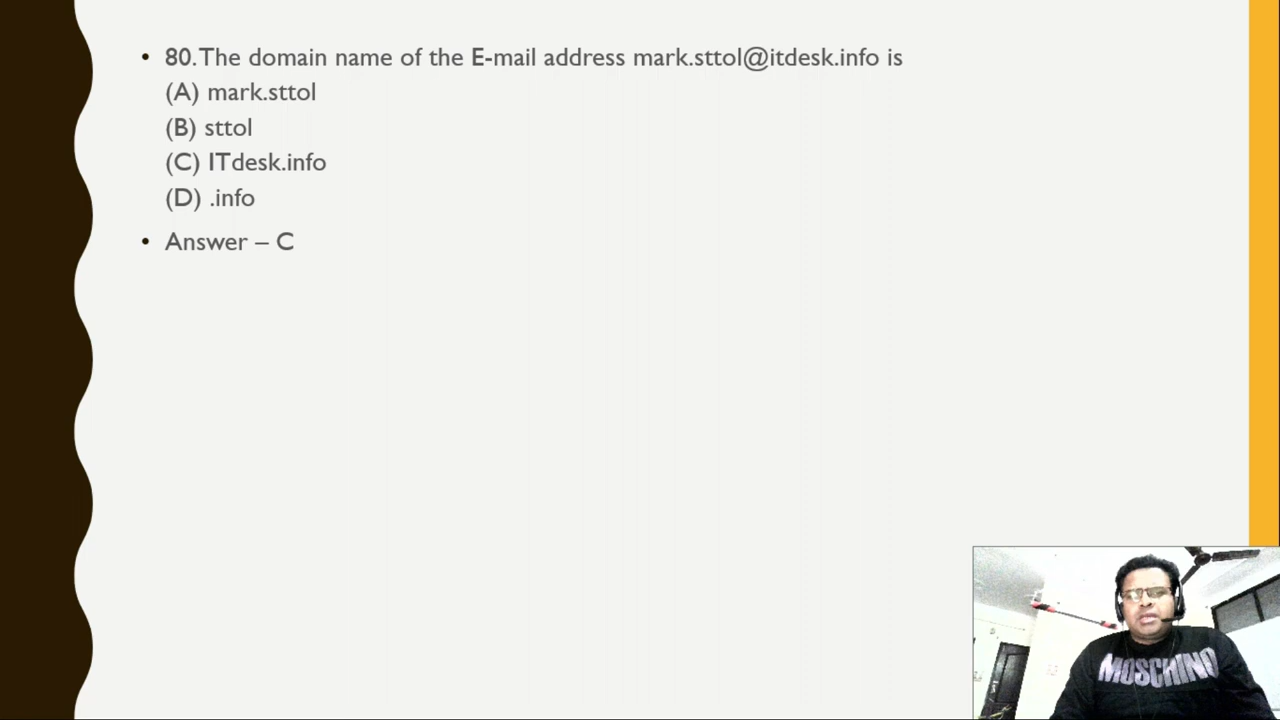 • 80.The domain name of the E-mail address mark.sttol@itdesk.info is
(A) mark.sttol
(B) sttol
(C) ITdesk.info
(D) .info
• Answer – C
MOSCHINO